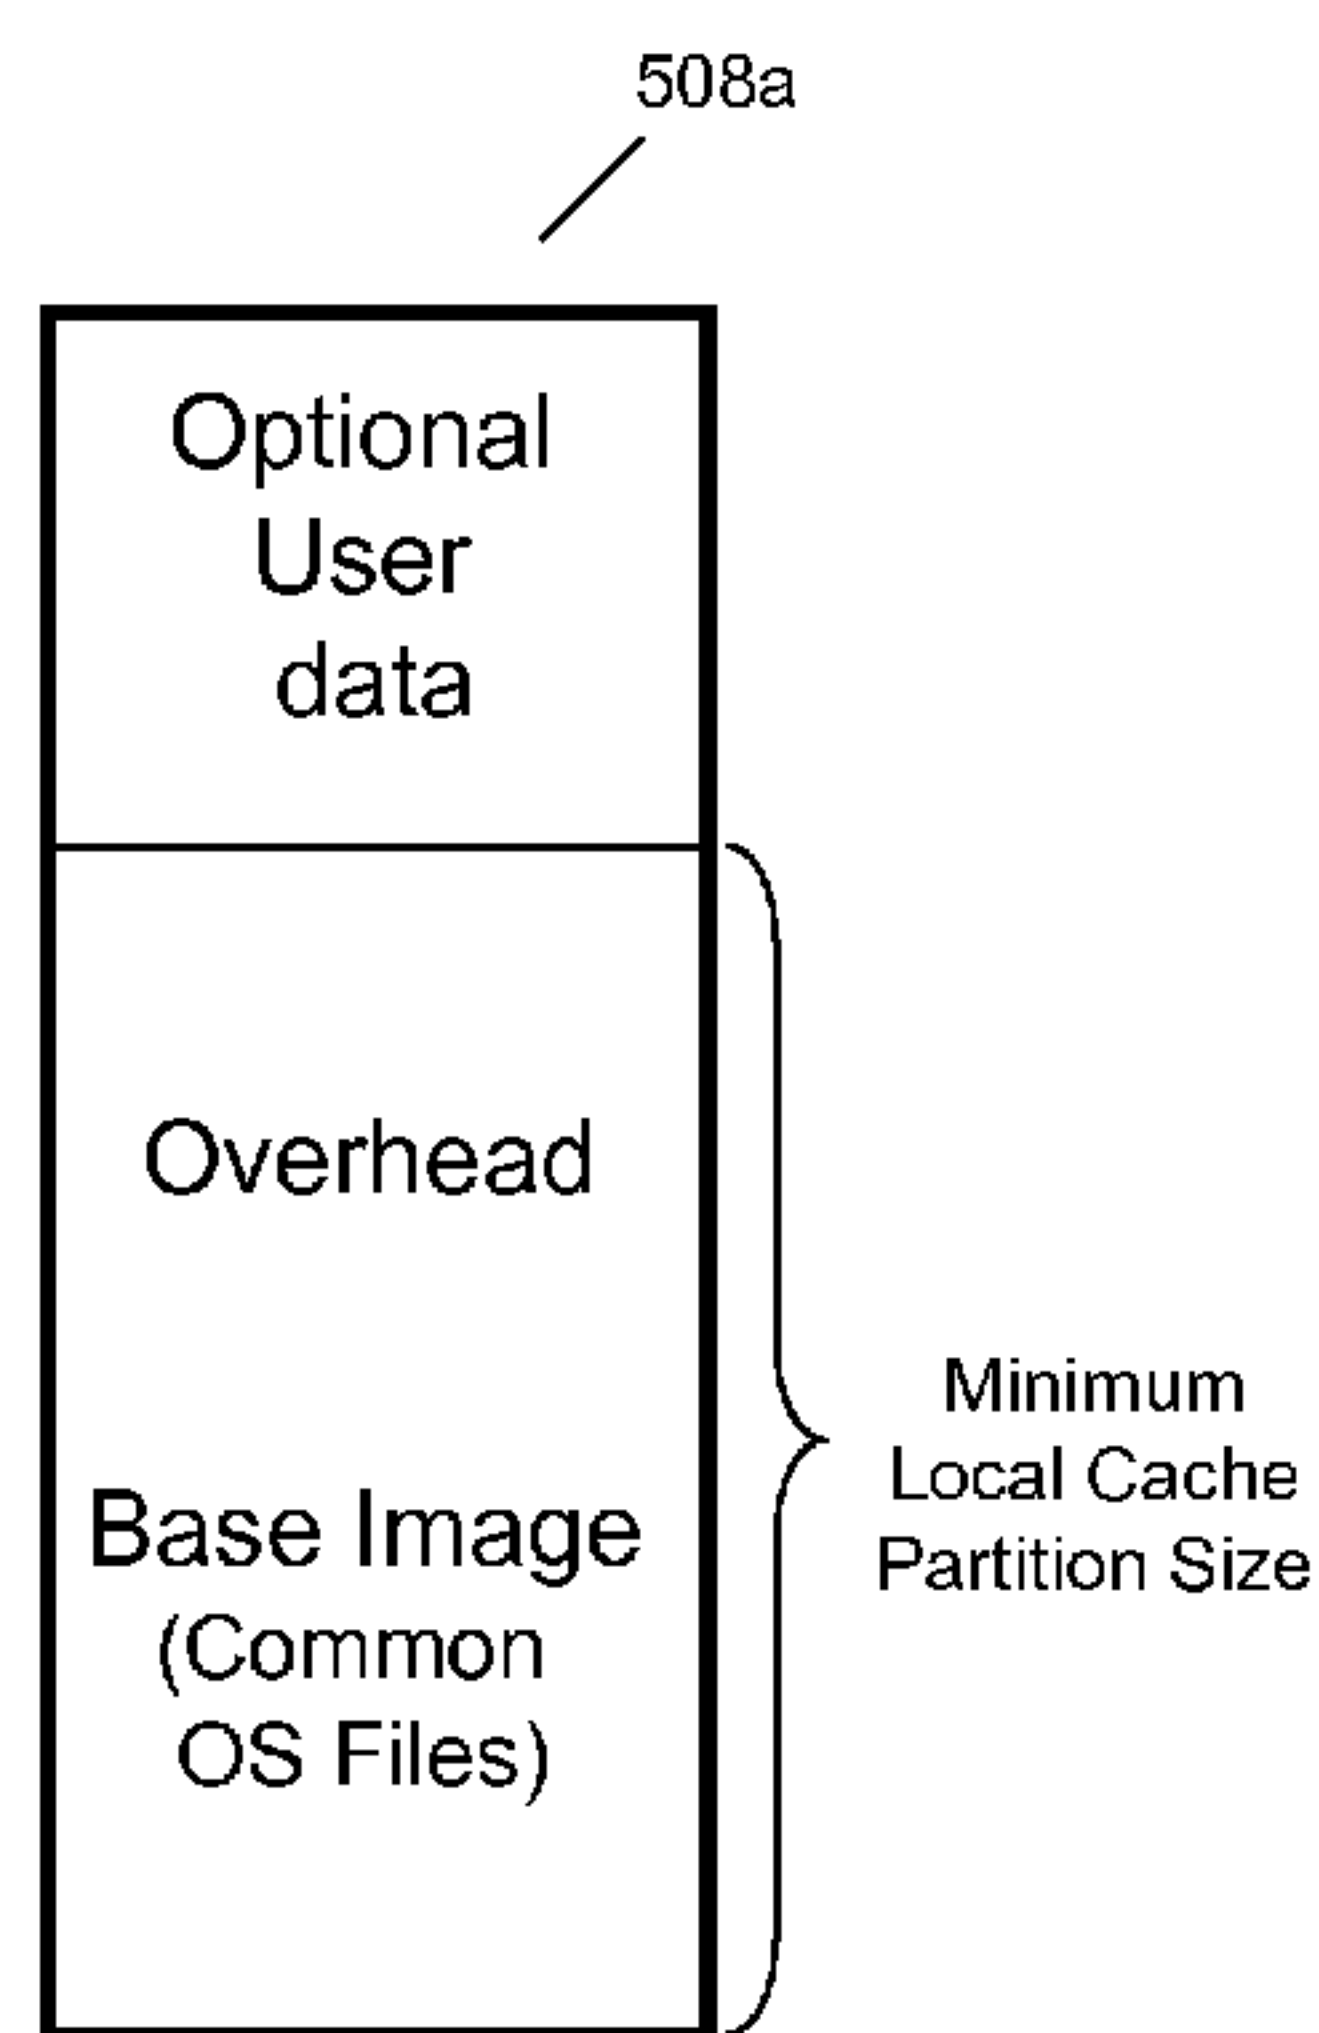 508a
Optional
User
data
Overhead
Base Image
(Common
OS Files)
Minimum
Local Cache
Partition Size